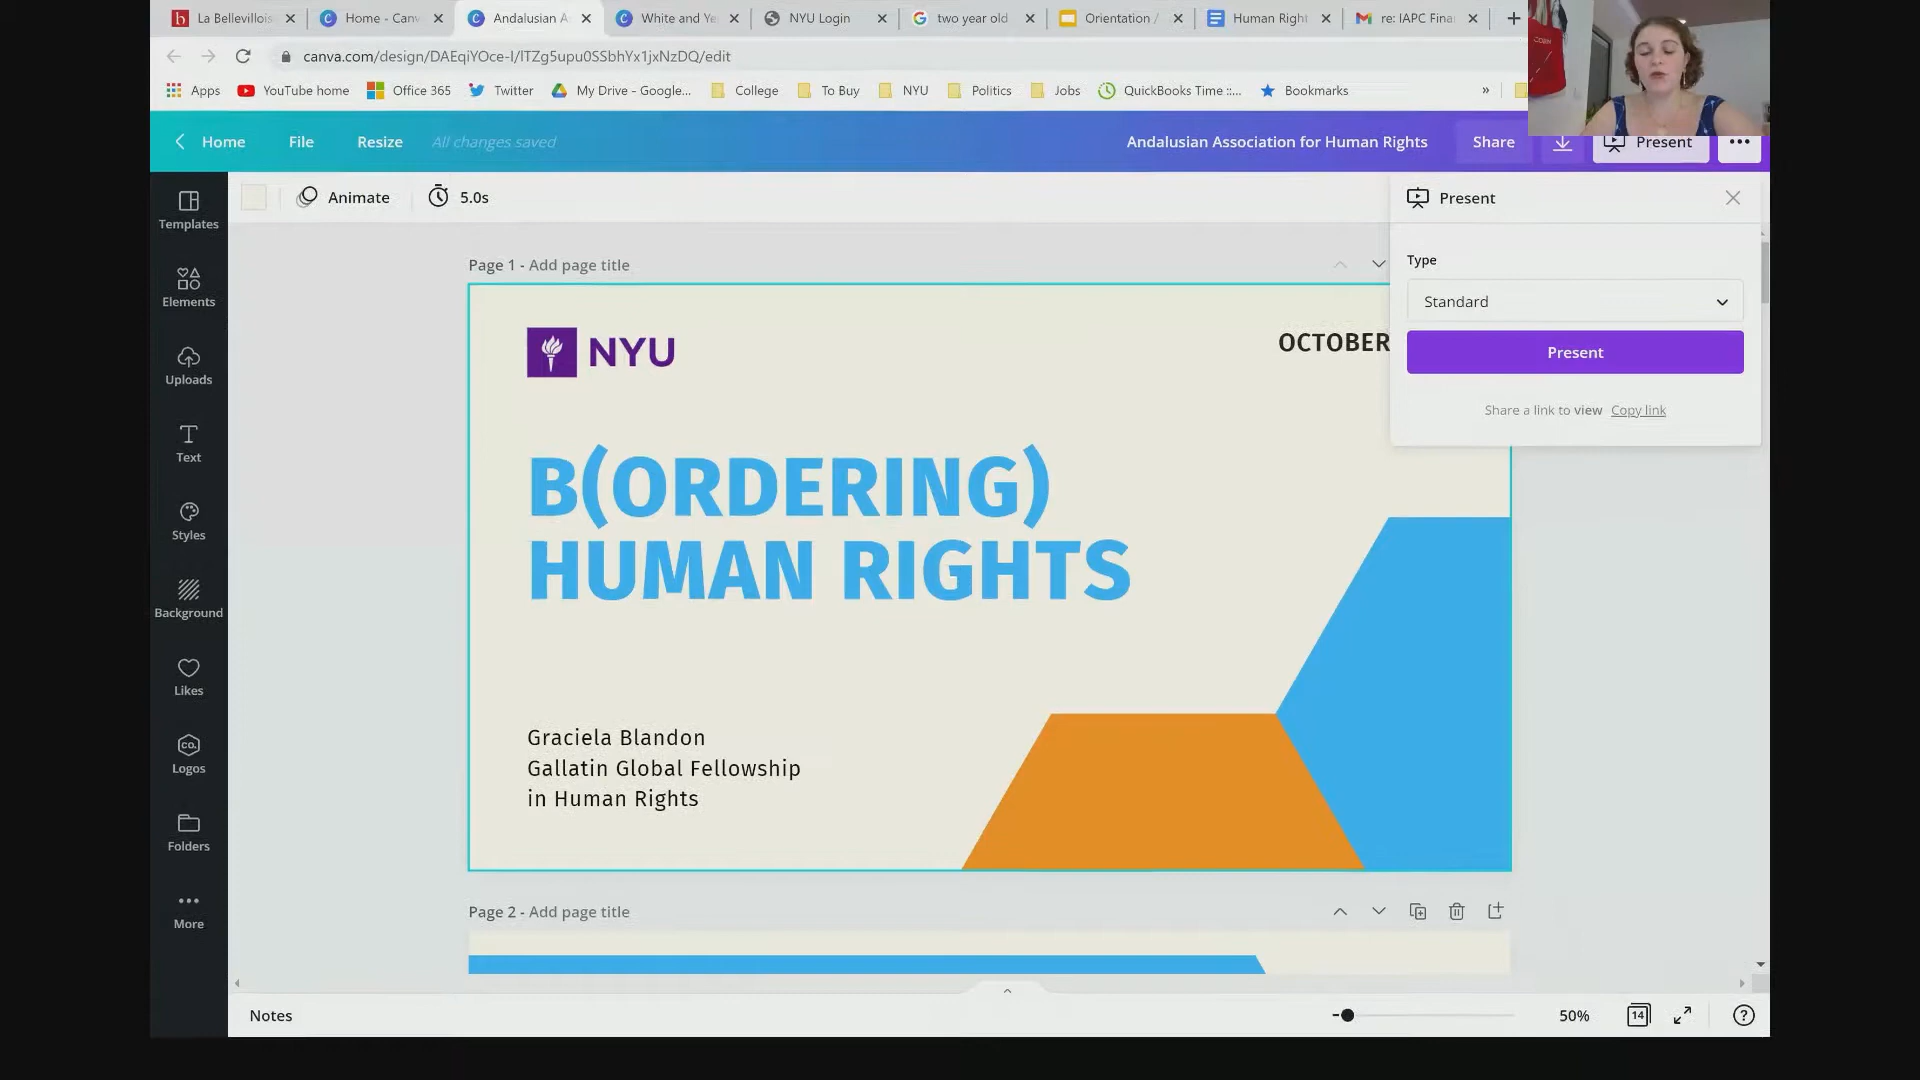 La Bellevillois
Home - Canv
Andalusian A
White and Ye
NYU Login
two year old
Orientation /
Human Right
re: IAPC Fina
canva.com/design/DAEqiYOce-I/lTZg5upu0SSbhYx1jxNzDQ/edit
Apps
YouTube home
Office 365
Twitter
My Drive - Google...
College
To Buy
NYU
Politics
Jobs
QuickBooks Time ::...
Bookmarks
»
Home
File
Resize
All changes saved
Andalusian Association for Human Rights
Share
Present
Animate
5.0s
Present
Templates
Elements
Uploads
Text
Styles
Background
Likes
Logos
Folders
More
Page 1 - Add page title
Type
Standard
Present
Share a link to view Copy link
NYU
OCTOBER
B(ORDERING)
HUMAN RIGHTS
Graciela Blandon
Gallatin Global Fellowship
in Human Rights
Page 2 - Add page title
Notes
50%
14